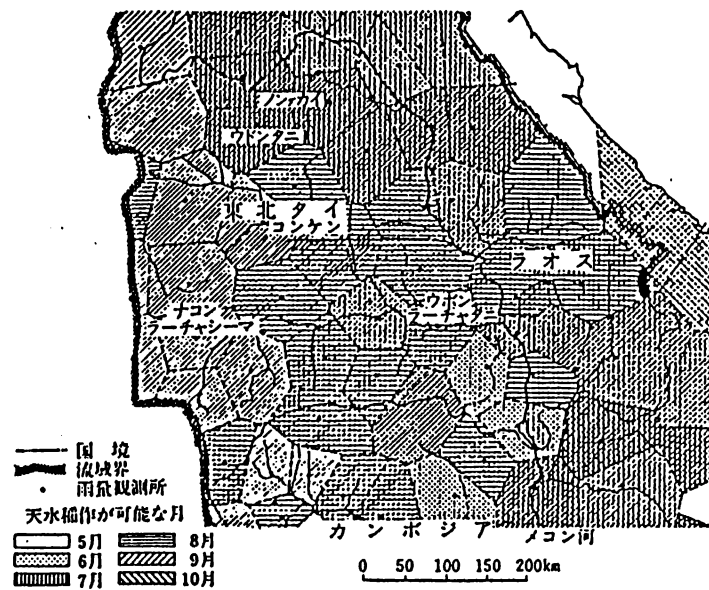 ノンカイ
ウドンタニ
東北タイ
コンケン
ラオス
ウボン
ラーチャタニ
ナコン
ラーチャシーマ
国境
流域界
雨量観測所
天水稲作が可能な月
5月
8月
6月
9月
7月
10月
カンボジア
メコン河
0 50 100 150 200km